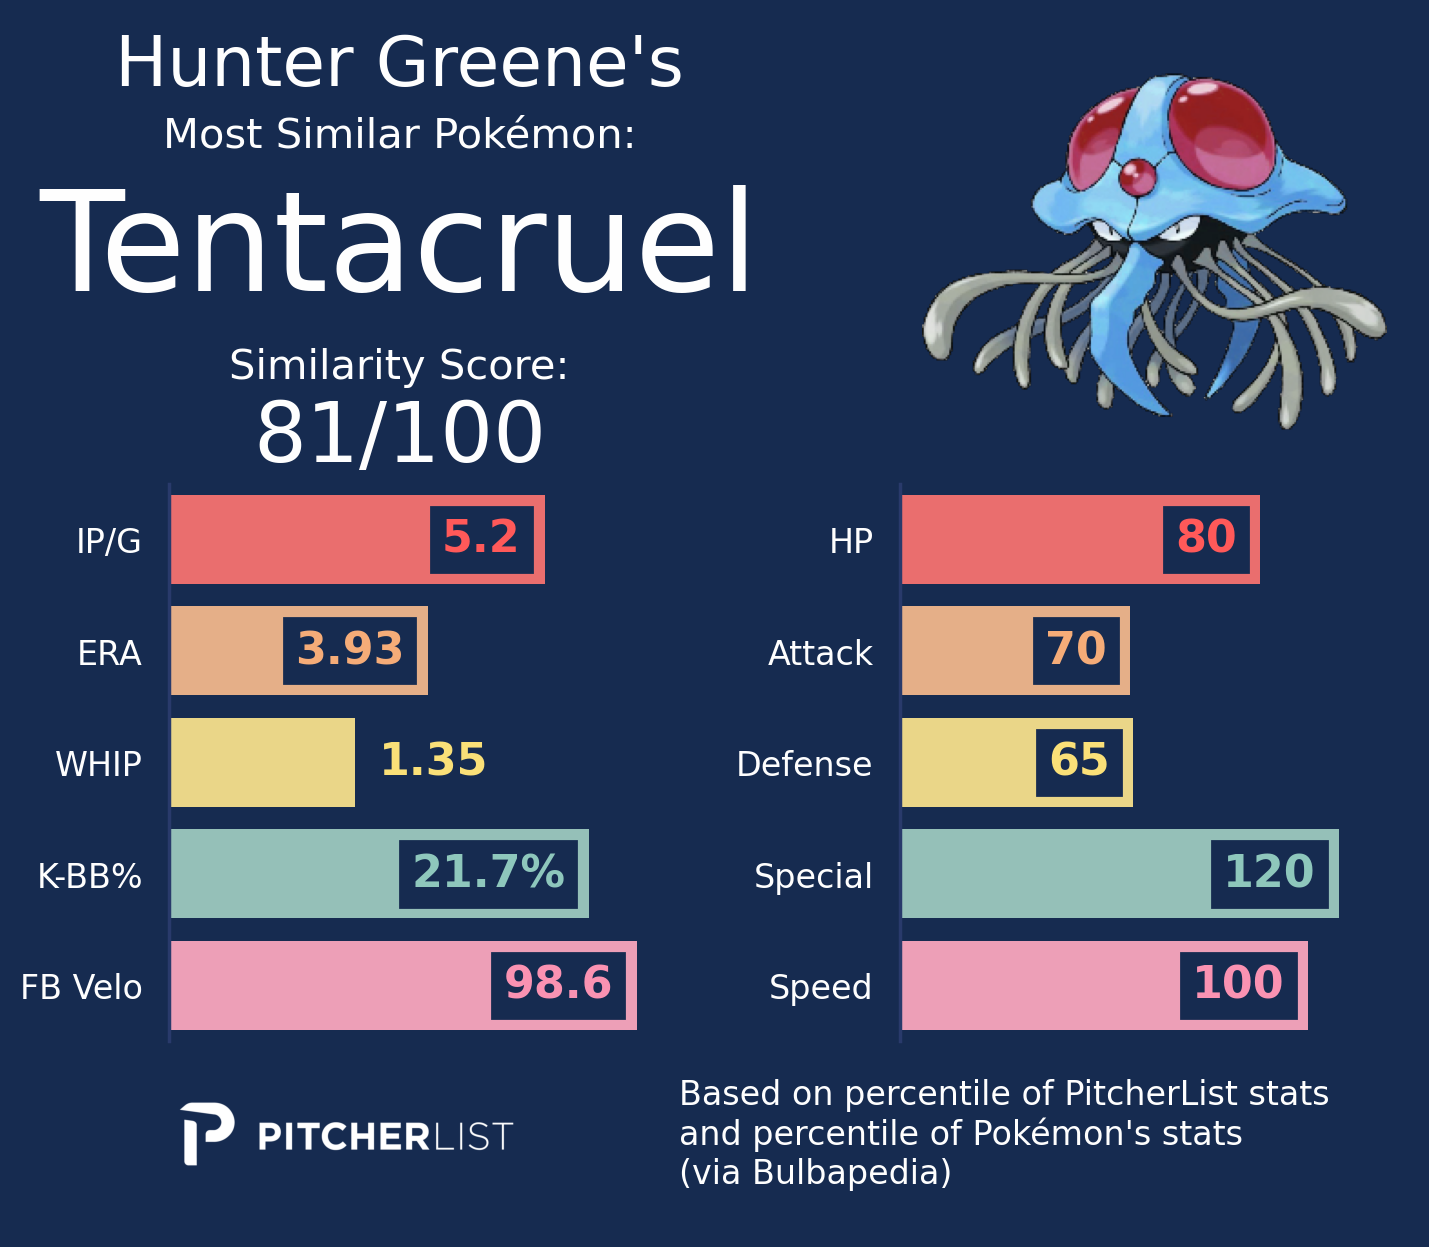 Hunter Greene's
Most Similar Pokémon:
Tentacruel
Similarity Score:
81/100
IP/G 5.2
ERA 3.93
WHIP 1.35
K-BB% 21.7%
FB Velo 98.6
HP 80
Attack 70
Defense 65
Special 120
Speed 100
PITCHERLIST
Based on percentile of PitcherList stats
and percentile of Pokémon's stats
(via Bulbapedia)